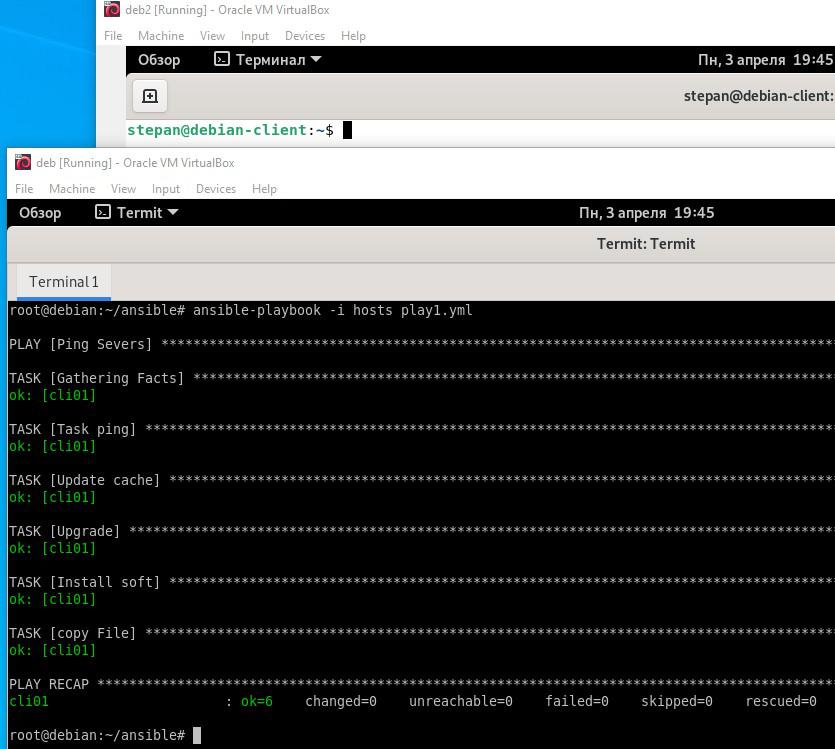 deb2 [Running] - Oracle VM VirtualBox
File Machine View Input Devices Help
Обзор Терминал Пн, 3 апреля 19:45
stepan@debian-client:
stepan@debian-client:~$
deb [Running] - Oracle VM VirtualBox
File Machine View Input Devices Help
Обзор Termit Пн, 3 апреля 19:45
Termit: Termit
Terminal 1
root@debian:~/ansible# ansible-playbook -i hosts play1.yml
PLAY [Ping Severs] ************************************************************************************
TASK [Gathering Facts] ********************************************************************************
ok: [cli01]
TASK [Task ping] **************************************************************************************
ok: [cli01]
TASK [Update cache] ***********************************************************************************
ok: [cli01]
TASK [Upgrade] ****************************************************************************************
ok: [cli01]
TASK [Install soft] ***********************************************************************************
ok: [cli01]
TASK [copy File] **************************************************************************************
ok: [cli01]
PLAY RECAP ********************************************************************************************
cli01 : ok=6 changed=0 unreachable=0 failed=0 skipped=0 rescued=0
root@debian:~/ansible#